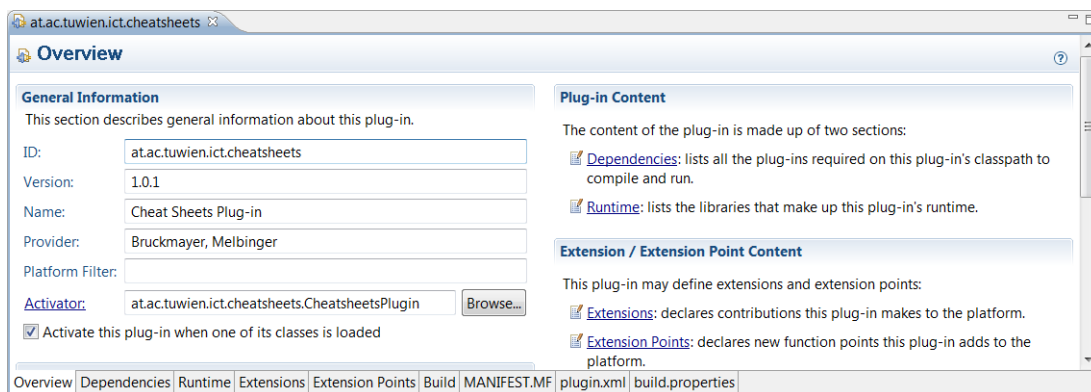 at.ac.tuwien.ict.cheatsheets
Overview
General Information
This section describes general information about this plug-in.
ID: at.ac.tuwien.ict.cheatsheets
Version: 1.0.1
Name: Cheat Sheets Plug-in
Provider: Bruckmayer, Melbinger
Platform Filter:
Activator: at.ac.tuwien.ict.cheatsheets.CheatsheetsPlugin Browse...
Activate this plug-in when one of its classes is loaded
Plug-in Content
The content of the plug-in is made up of two sections:
Dependencies: lists all the plug-ins required on this plug-in's classpath to
compile and run.
Runtime: lists the libraries that make up this plug-in's runtime.
Extension / Extension Point Content
This plug-in may define extensions and extension points:
Extensions: declares contributions this plug-in makes to the platform.
Extension Points: declares new function points this plug-in adds to the
platform.
Overview Dependencies Runtime Extensions Extension Points Build MANIFEST.MF plugin.xml build.properties